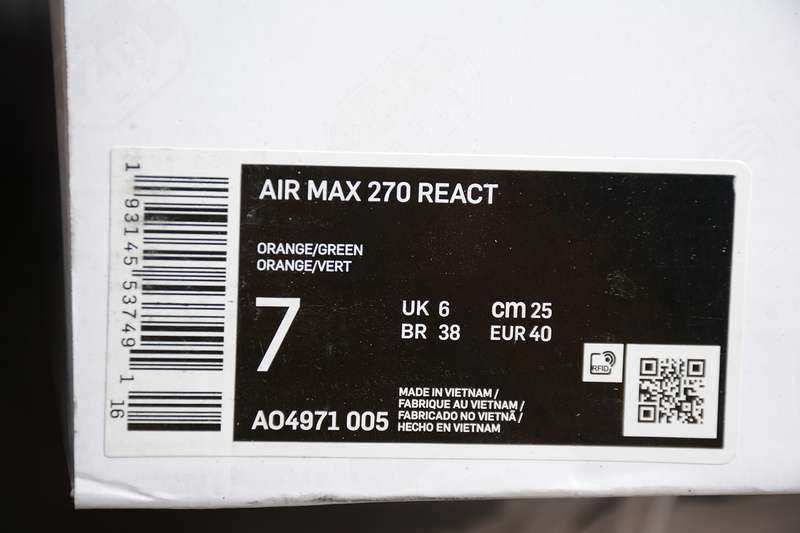 1 93145 53749 1
16
AIR MAX 270 REACT
ORANGE/GREEN
ORANGE/VERT
7
UK 6 cm 25
BR 38 EUR 40
RFID
AO4971 005
MADE IN VIETNAM /
FABRIQUE AU VIETNAM /
FABRICADO NO VIETNÃ /
HECHO EN VIETNAM